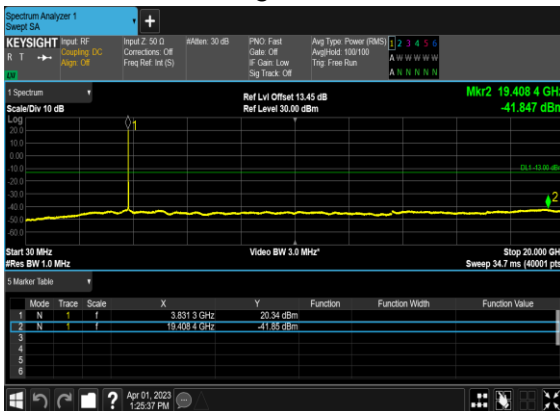 Spectrum Analyzer 1
Swept SA
+
KEYSIGHT
R T
LV
Input: RF
Coupling: DC
Align: Off
Input Z: 50 Ω
Corrections: Off
Freq Ref: Int (S)
#Atten: 30 dB
PNO: Fast
Gate: Off
IF Gain: Low
Sig Track: Off
Avg Type: Power (RMS)
Avg|Hold: 100/100
Trig: Free Run
1 2 3 4 5 6
A W W W W W
A N N N N N
1 Spectrum
Scale/Div 10 dB
Ref Lvl Offset 13.45 dB
Ref Level 30.00 dBm
Mkr2 19.408 4 GHz
-41.847 dBm
Log
20.0
10.0
0.00
-10.0
-20.0
-30.0
-40.0
-50.0
-60.0
1
DL1 -13.00 dBm
2
Start 30 MHz
#Res BW 1.0 MHz
Video BW 3.0 MHz*
Stop 20.000 GH
Sweep 34.7 ms (40001 pts
5 Marker Table
Mode Trace Scale X Y Function Function Width Function Value
1 N 1 f 3.831 3 GHz 20.34 dBm
2 N 1 f 19.408 4 GHz -41.85 dBm
3
4
5
6
?
Apr 01, 2023
1:25:37 PM